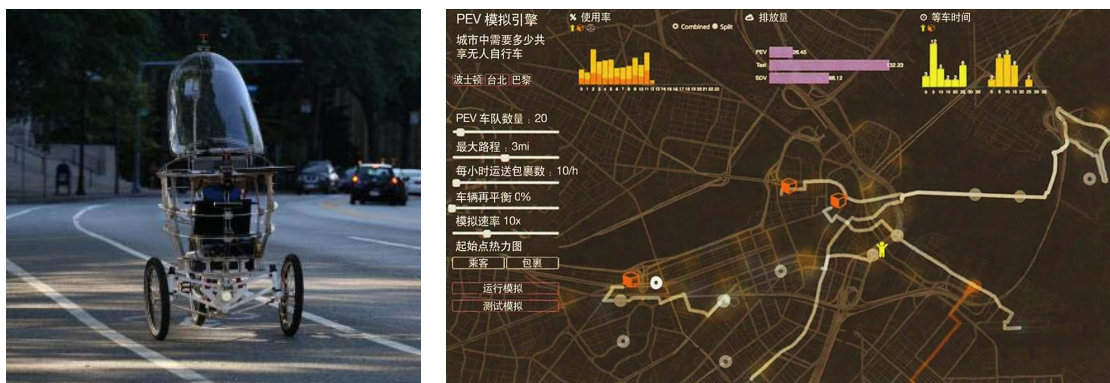 PEV 模拟引擎
城市中需要多少共
享无人自行车
波士顿 台北 巴黎
PEV 车队数量：20
最大路程：3mi
每小时运送包裹数：10/h
车辆再平衡 0%
模拟速率 10x
起始点热力图
乘客 包裹
运行模拟
测试模拟
% 使用率
Combined Split
排放量
PEV
Taxi
SDV
等车时间